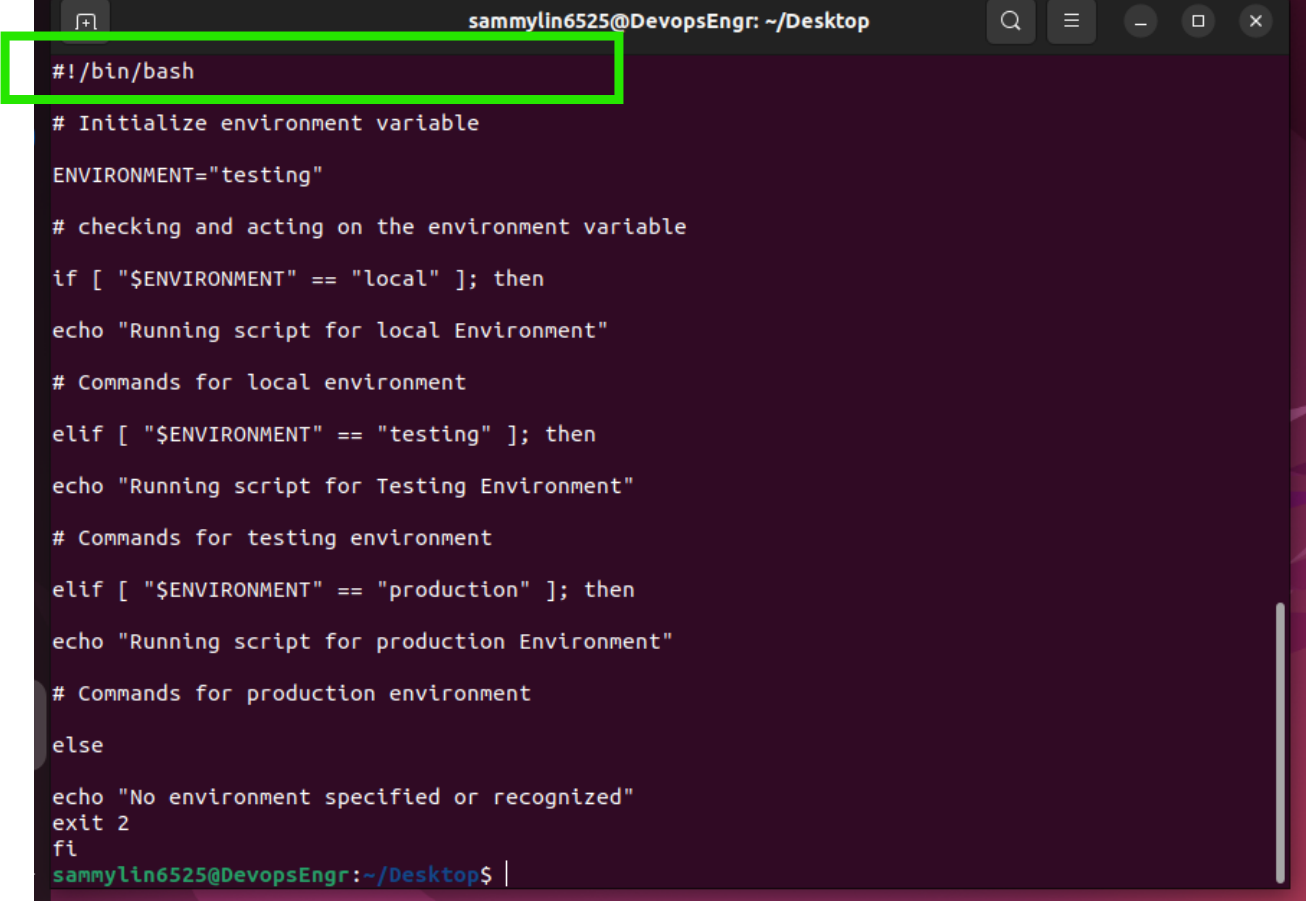 sammylin6525@DevopsEngr: ~/Desktop
#!/bin/bash
# Initialize environment variable
ENVIRONMENT="testing"
# checking and acting on the environment variable
if [ "$ENVIRONMENT" == "local" ]; then
echo "Running script for local Environment"
# Commands for local environment
elif [ "$ENVIRONMENT" == "testing" ]; then
echo "Running script for Testing Environment"
# Commands for testing environment
elif [ "$ENVIRONMENT" == "production" ]; then
echo "Running script for production Environment"
# Commands for production environment
else
echo "No environment specified or recognized"
exit 2
fi
sammylin6525@DevopsEngr:~/Desktop$